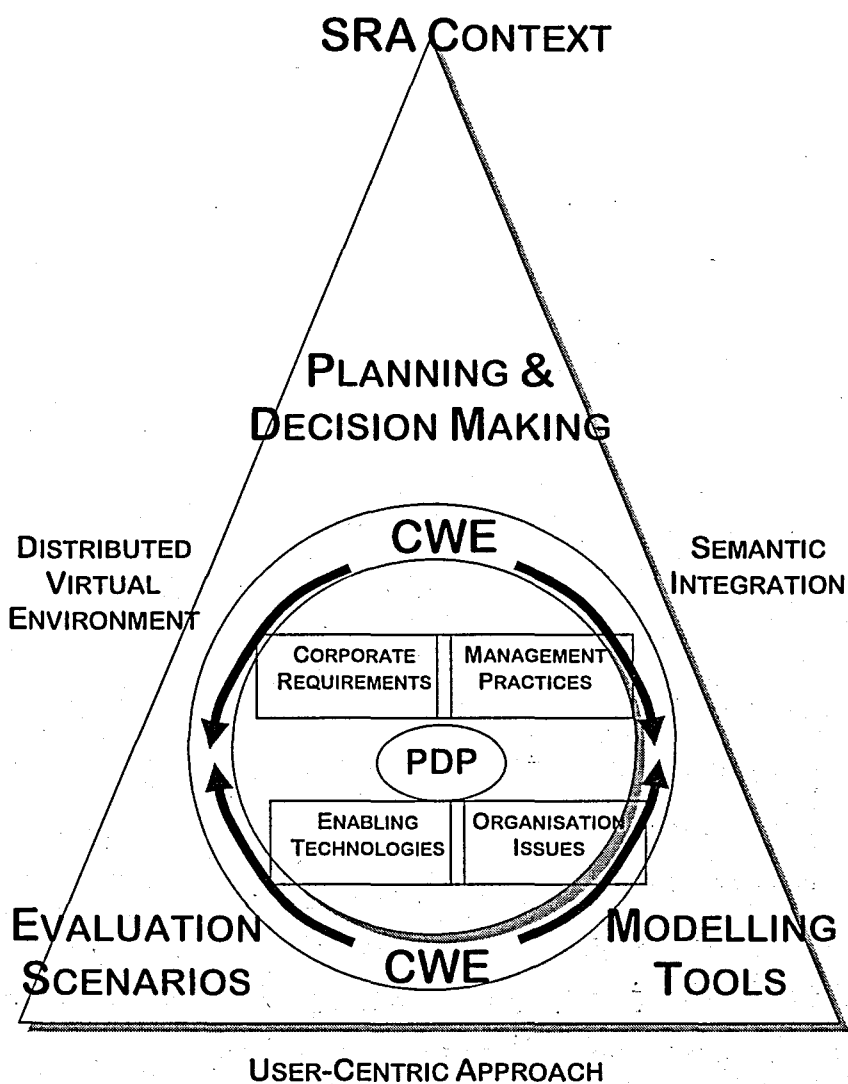 SRA CONTEXT
PLANNING &
DECISION MAKING
DISTRIBUTED
VIRTUAL
ENVIRONMENT
SEMANTIC
INTEGRATION
CWE
CORPORATE
REQUIREMENTS
MANAGEMENT
PRACTICES
PDP
ENABLING
TECHNOLOGIES
ORGANISATION
ISSUES
CWE
EVALUATION
SCENARIOS
MODELLING
TOOLS
USER-CENTRIC APPROACH